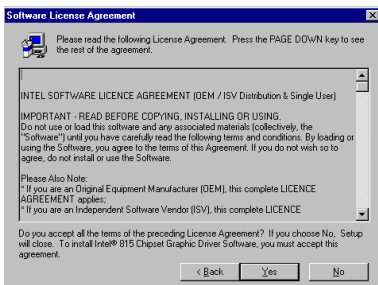 Software License Agreement
Please read the following License Agreement. Press the PAGE DOWN key to see
the rest of the agreement.
INTEL SOFTWARE LICENCE AGREEMENT (OEM / ISV Distribution & Single User)
IMPORTANT - READ BEFORE COPYING, INSTALLING OR USING.
Do not use or load this software and any associated materials (collectively, the
"Software") until you have carefully read the following terms and conditions. By loading or
using the Software, you agree to the terms of this Agreement. If you do not wish to so
agree, do not install or use the Software.
Please Also Note:
* If you are an Original Equipment Manufacturer (OEM), this complete LICENCE
AGREEMENT applies;
* If you are an Independent Software Vendor (ISV), this complete LICENCE
Do you accept all the terms of the preceding License Agreement? If you choose No, Setup
will close. To install Intel® 815 Chipset Graphic Driver Software, you must accept this
agreement.
< Back
Yes
No